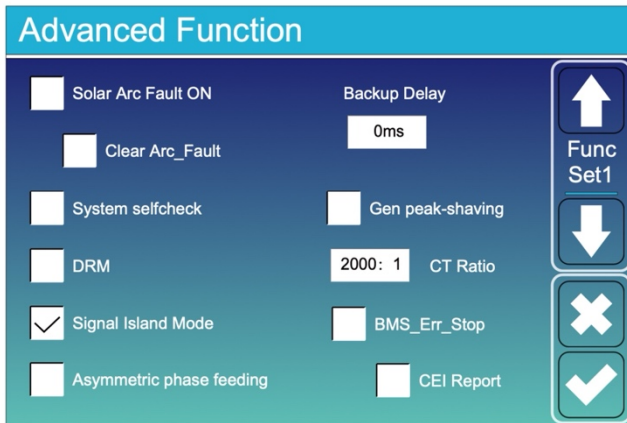 Advanced Function
Solar Arc Fault ON
Backup Delay
Clear Arc_Fault
0ms
Func
Set1
System selfcheck
Gen peak-shaving
DRM
2000: 1
CT Ratio
Signal Island Mode
BMS_Err_Stop
Asymmetric phase feeding
CEI Report